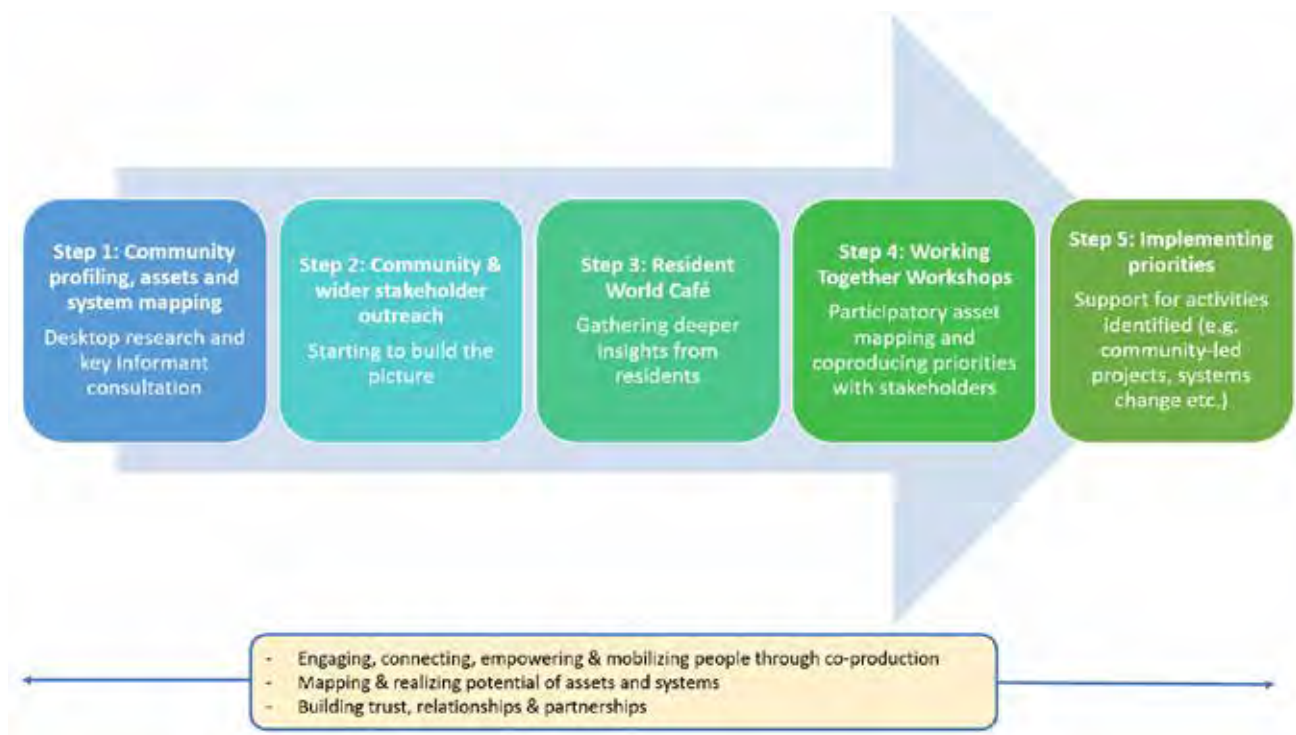 Step 1: Community
profiling, assets and
system mapping
Desktop research and
key informant
consultation
Step 2: Community &
wider stakeholder
outreach
Starting to build the
picture
Step 3: Resident
World Café
Gathering deeper
insights from
residents
Step 4: Working
Together Workshops
Participatory asset
mapping and
coproducing priorities
with stakeholders
Step 5: Implementing
priorities
Support for activities
identified (e.g.
community-led
projects, systems
change etc.)
- Engaging, connecting, empowering & mobilizing people through co-production
- Mapping & realizing potential of assets and systems
- Building trust, relationships & partnerships